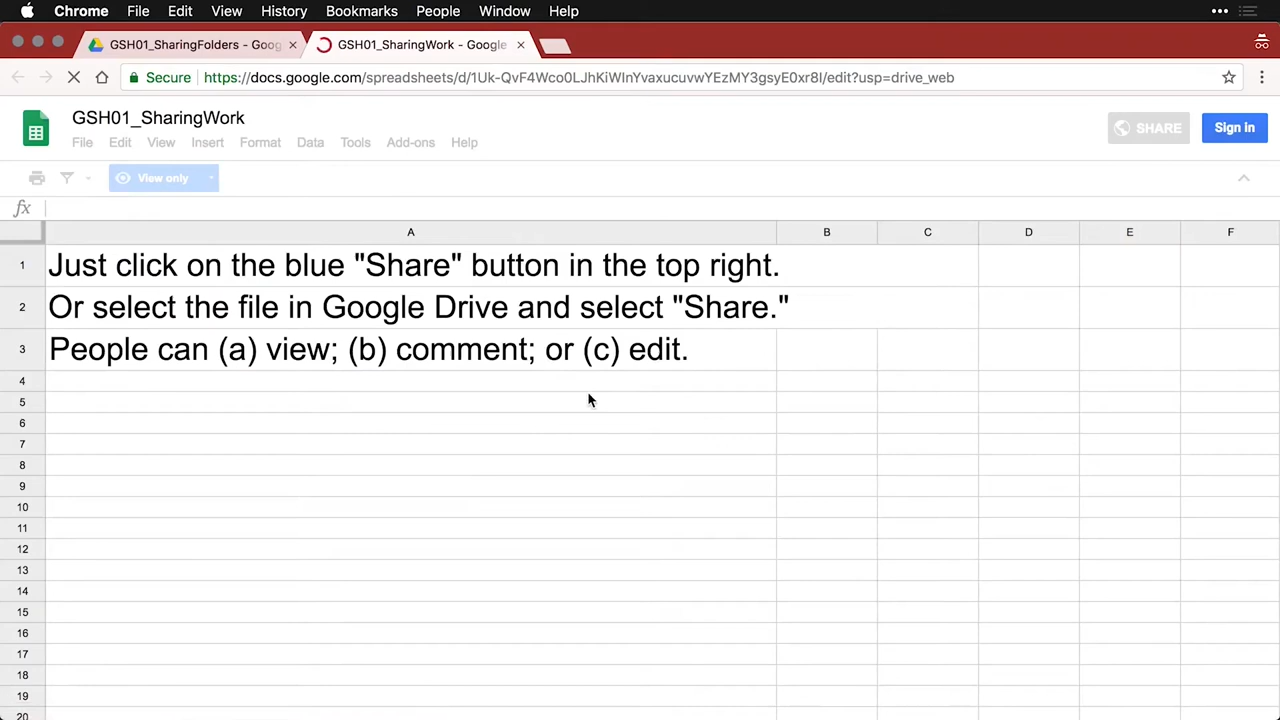 Chrome File Edit View History Bookmarks People Window Help
GSH01_SharingFolders - Goog GSH01_SharingWork - Google
Secure https://docs.google.com/spreadsheets/d/1Uk-QvF4Wco0LJhKiWlnYvaxucuvwYEzMY3gsyE0xr8I/edit?usp=drive_web
GSH01_SharingWork
File Edit View Insert Format Data Tools Add-ons Help
SHARE Sign in
View only
fx
A B C D E F
1 Just click on the blue "Share" button in the top right.
2 Or select the file in Google Drive and select "Share."
3 People can (a) view; (b) comment; or (c) edit.
4
5
6
7
8
9
10
11
12
13
14
15
16
17
18
19
20